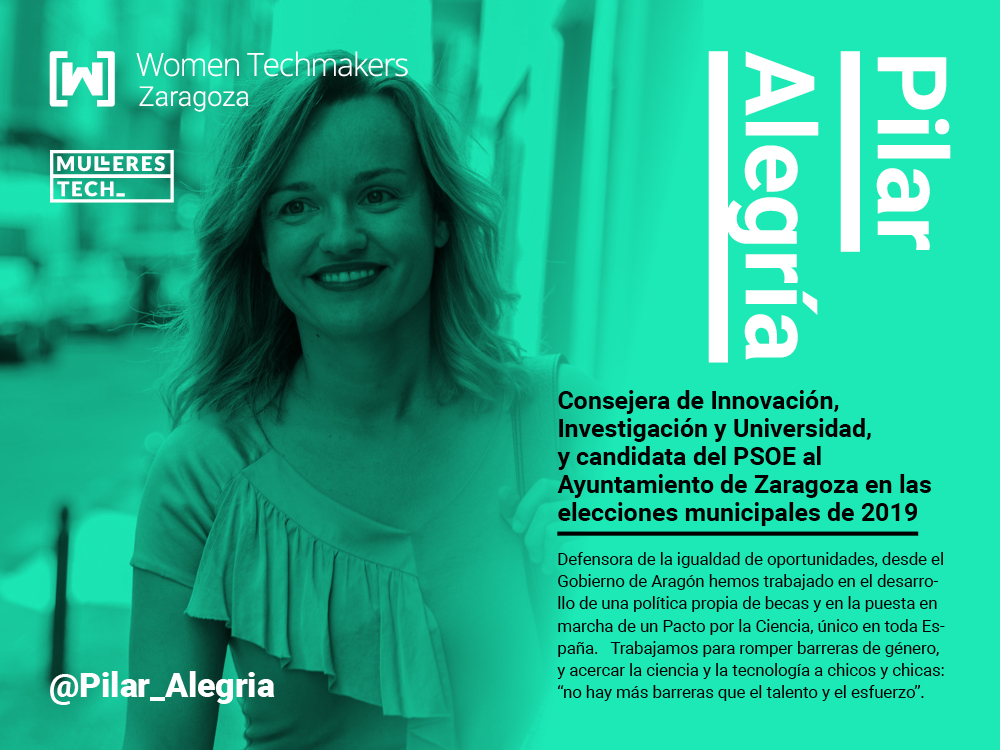 [W] Women Techmakers
Zaragoza
MULLERES
TECH_
Pilar
Alegría
Consejera de Innovación,
Investigación y Universidad,
y candidata del PSOE al
Ayuntamiento de Zaragoza en las
elecciones municipales de 2019
Defensora de la igualdad de oportunidades, desde el
Gobierno de Aragón hemos trabajado en el desarro-
llo de una política propia de becas y en la puesta en
marcha de un Pacto por la Ciencia, único en toda Es-
paña.   Trabajamos para romper barreras de género,
y acercar la ciencia y la tecnología a chicos y chicas:
“no hay más barreras que el talento y el esfuerzo”.
@Pilar_Alegria